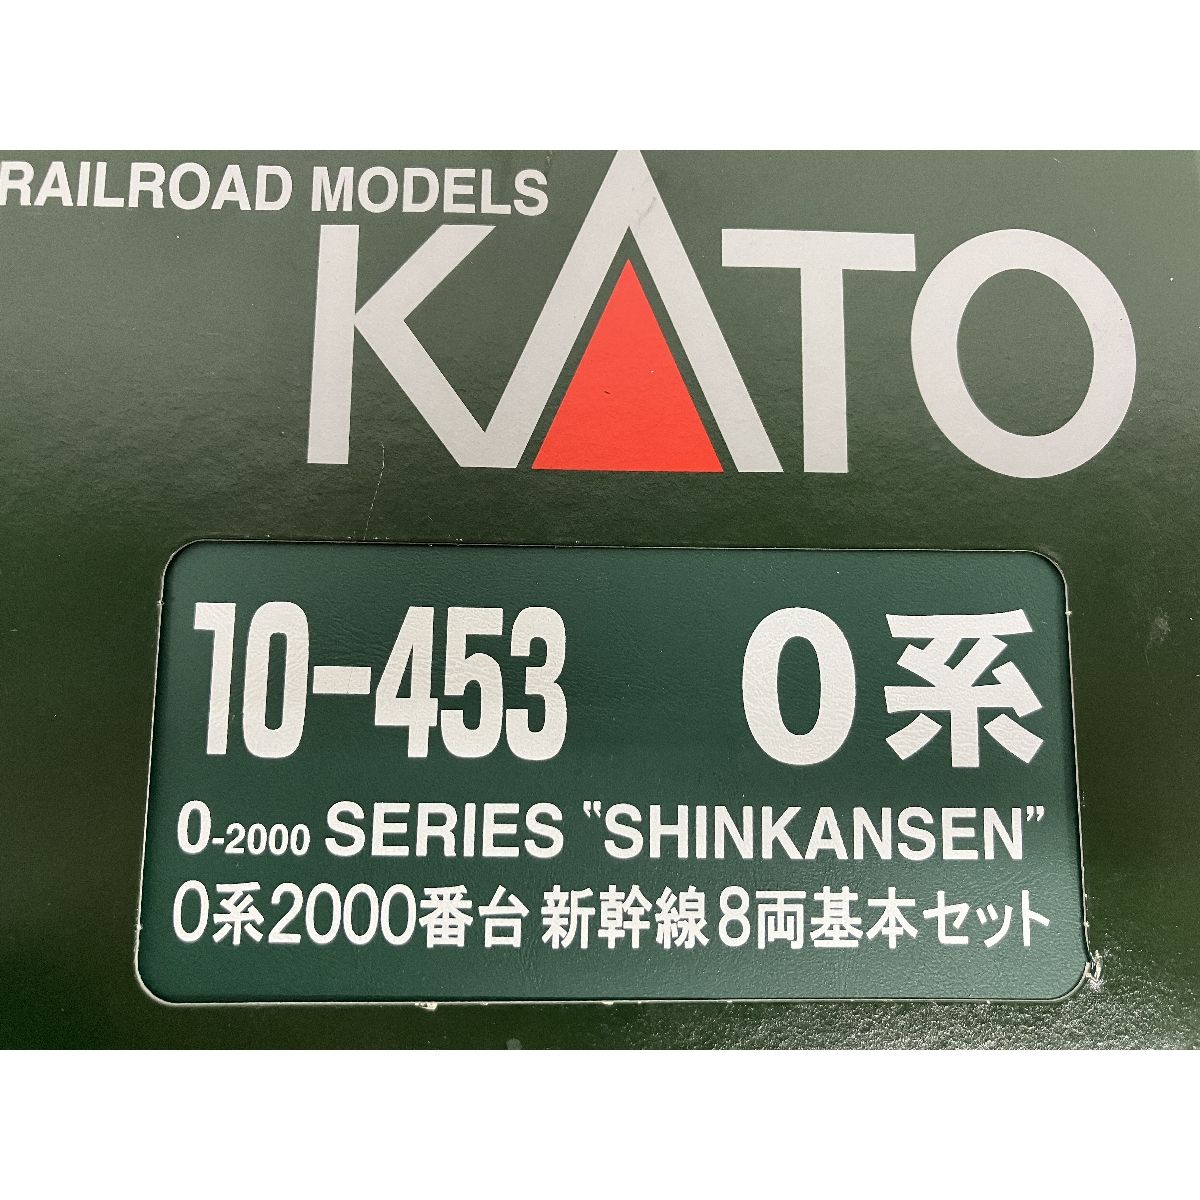 RAILROAD MODELS
KATO
10-453 0系
0-2000 SERIES “SHINKANSEN”
0系2000番台 新幹線8両基本セット